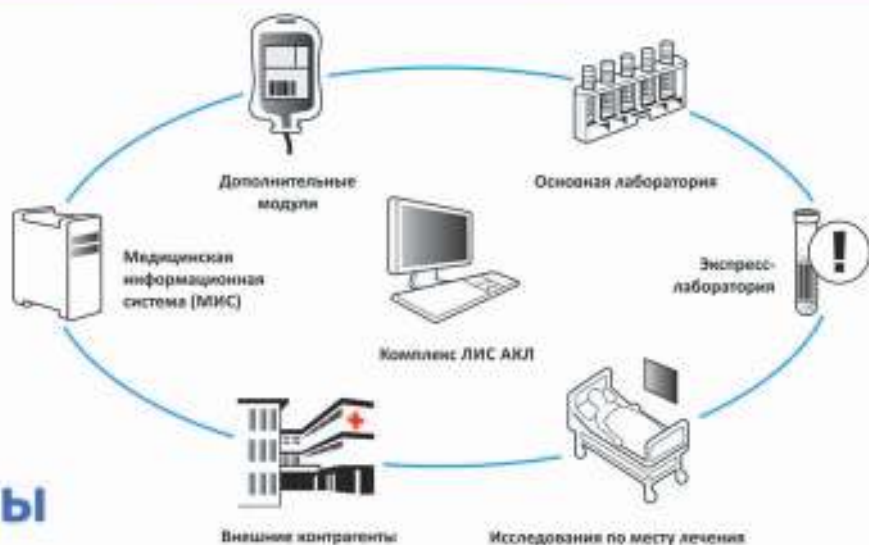 Дополнительные
модули
Основная лаборатория
Медицинская
информационная
система (МИС)
Экспресс-
лаборатория
!
Комплекс ЛИС АКЛ
Внешние контрагенты
Исследования по месту лечения
ы